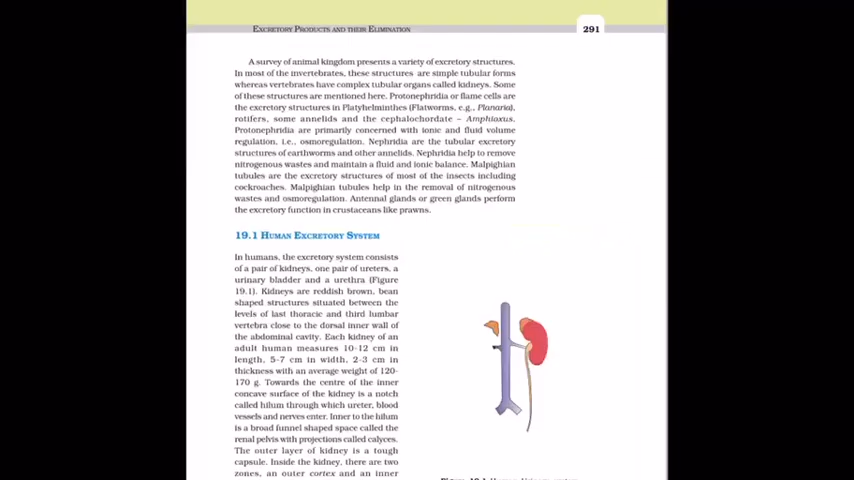 EXCRETORY PRODUCTS AND THEIR ELIMINATION
291
A survey of animal kingdom presents a variety of excretory structures.
In most of the invertebrates, these structures are simple tubular forms
whereas vertebrates have complex tubular organs called kidneys. Some
of these structures are mentioned here. Protonephridia or flame cells are
the excretory structures in Platyhelminthes (Flatworms, e.g., Planaria),
rotifers, some annelids and the cephalochordate – Amphioxus.
Protonephridia are primarily concerned with ionic and fluid volume
regulation, i.e., osmoregulation. Nephridia are the tubular excretory
structures of earthworms and other annelids. Nephridia help to remove
nitrogenous wastes and maintain a fluid and ionic balance. Malpighian
tubules are the excretory structures of most of the insects including
cockroaches. Malpighian tubules help in the removal of nitrogenous
wastes and osmoregulation. Antennal glands or green glands perform
the excretory function in crustaceans like prawns.
19.1 HUMAN EXCRETORY SYSTEM
In humans, the excretory system consists
of a pair of kidneys, one pair of ureters, a
urinary bladder and a urethra (Figure
19.1). Kidneys are reddish brown, bean
shaped structures situated between the
levels of last thoracic and third lumbar
vertebra close to the dorsal inner wall of
the abdominal cavity. Each kidney of an
adult human measures 10-12 cm in
length, 5-7 cm in width, 2-3 cm in
thickness with an average weight of 120-
170 g. Towards the centre of the inner
concave surface of the kidney is a notch
called hilum through which ureter, blood
vessels and nerves enter. Inner to the hilum
is a broad funnel shaped space called the
renal pelvis with projections called calyces.
The outer layer of kidney is a tough
capsule. Inside the kidney, there are two
zones, an outer cortex and an inner